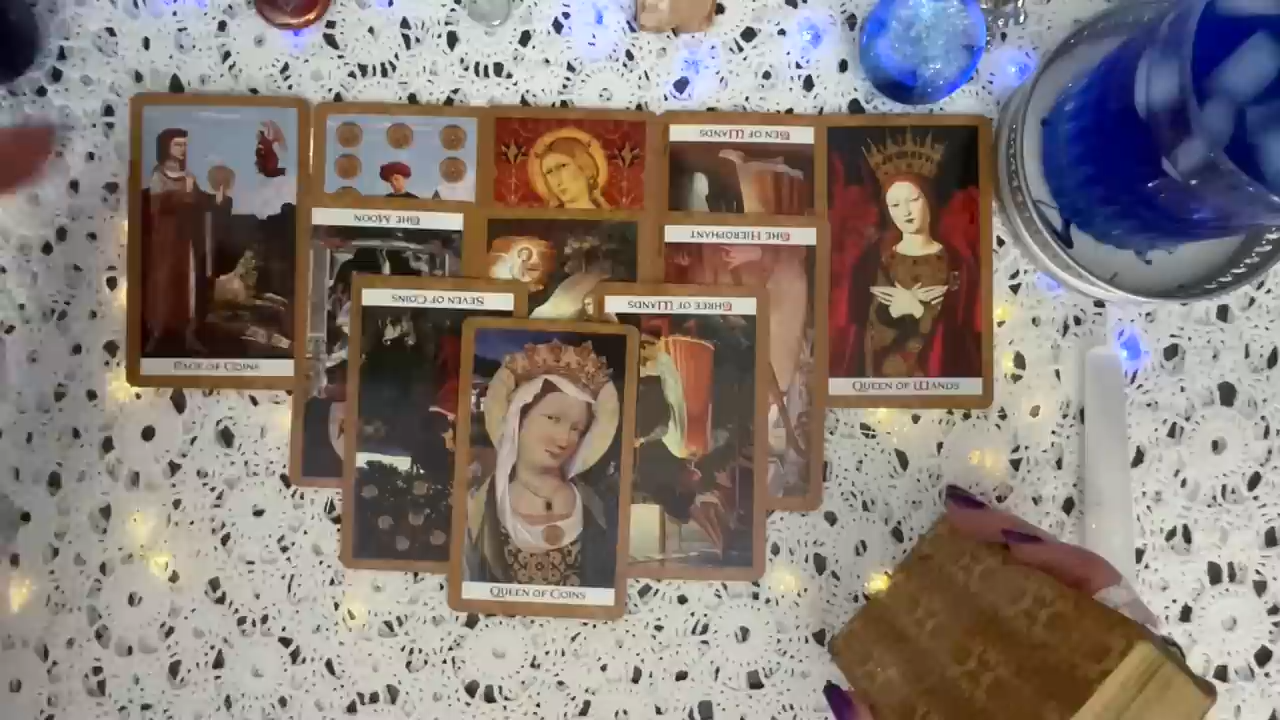 TEN OF WANDS
THE MOON
THE HIEROPHANT
SEVEN OF COINS
THREE OF WANDS
PAGE OF COINS
QUEEN OF WANDS
QUEEN OF COINS